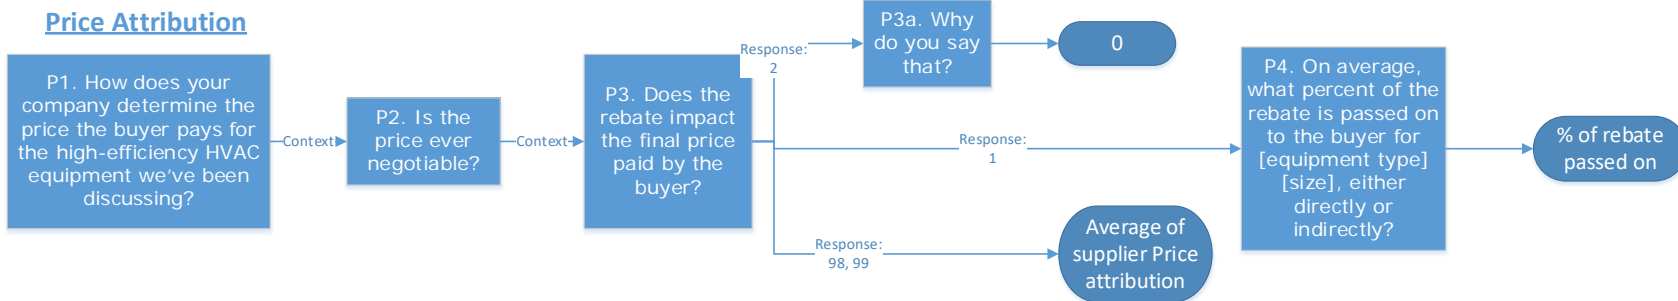 Price Attribution
P1. How does your
company determine the
price the buyer pays for
the high-efficiency HVAC
equipment we've been
discussing?
Context
P2. Is the
price ever
negotiable?
Context
P3. Does the
rebate impact
the final price
paid by the
buyer?
Response:
2
P3a. Why
do you say
that?
0
Response:
1
P4. On average,
what percent of the
rebate is passed on
to the buyer for
[equipment type]
[size], either
directly or
indirectly?
% of rebate
passed on
Response:
98, 99
Average of
supplier Price
attribution